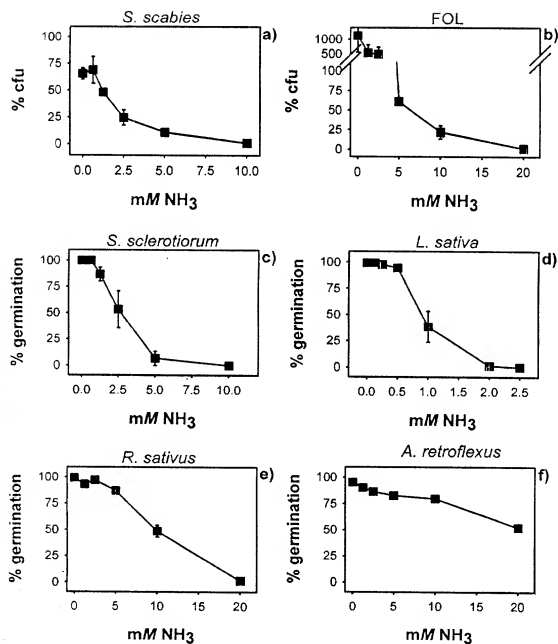 S. scabies
a)
% cfu
100
75
50
25
0
0.0 2.5 5.0 7.5 10.0
mM NH3
FOL
b)
% cfu
1000
500
100
75
50
25
0
0 5 10 15 20
mM NH3
S. sclerotiorum
c)
% germination
100
75
50
25
0
0.0 2.5 5.0 7.5 10.0
mM NH3
L. sativa
d)
% germination
100
75
50
25
0
0.0 0.5 1.0 1.5 2.0 2.5
mM NH3
R. sativus
e)
% germination
100
75
50
25
0
0 5 10 15 20
mM NH3
A. retroflexus
f)
% germination
100
75
50
25
0
0 5 10 15 20
mM NH3